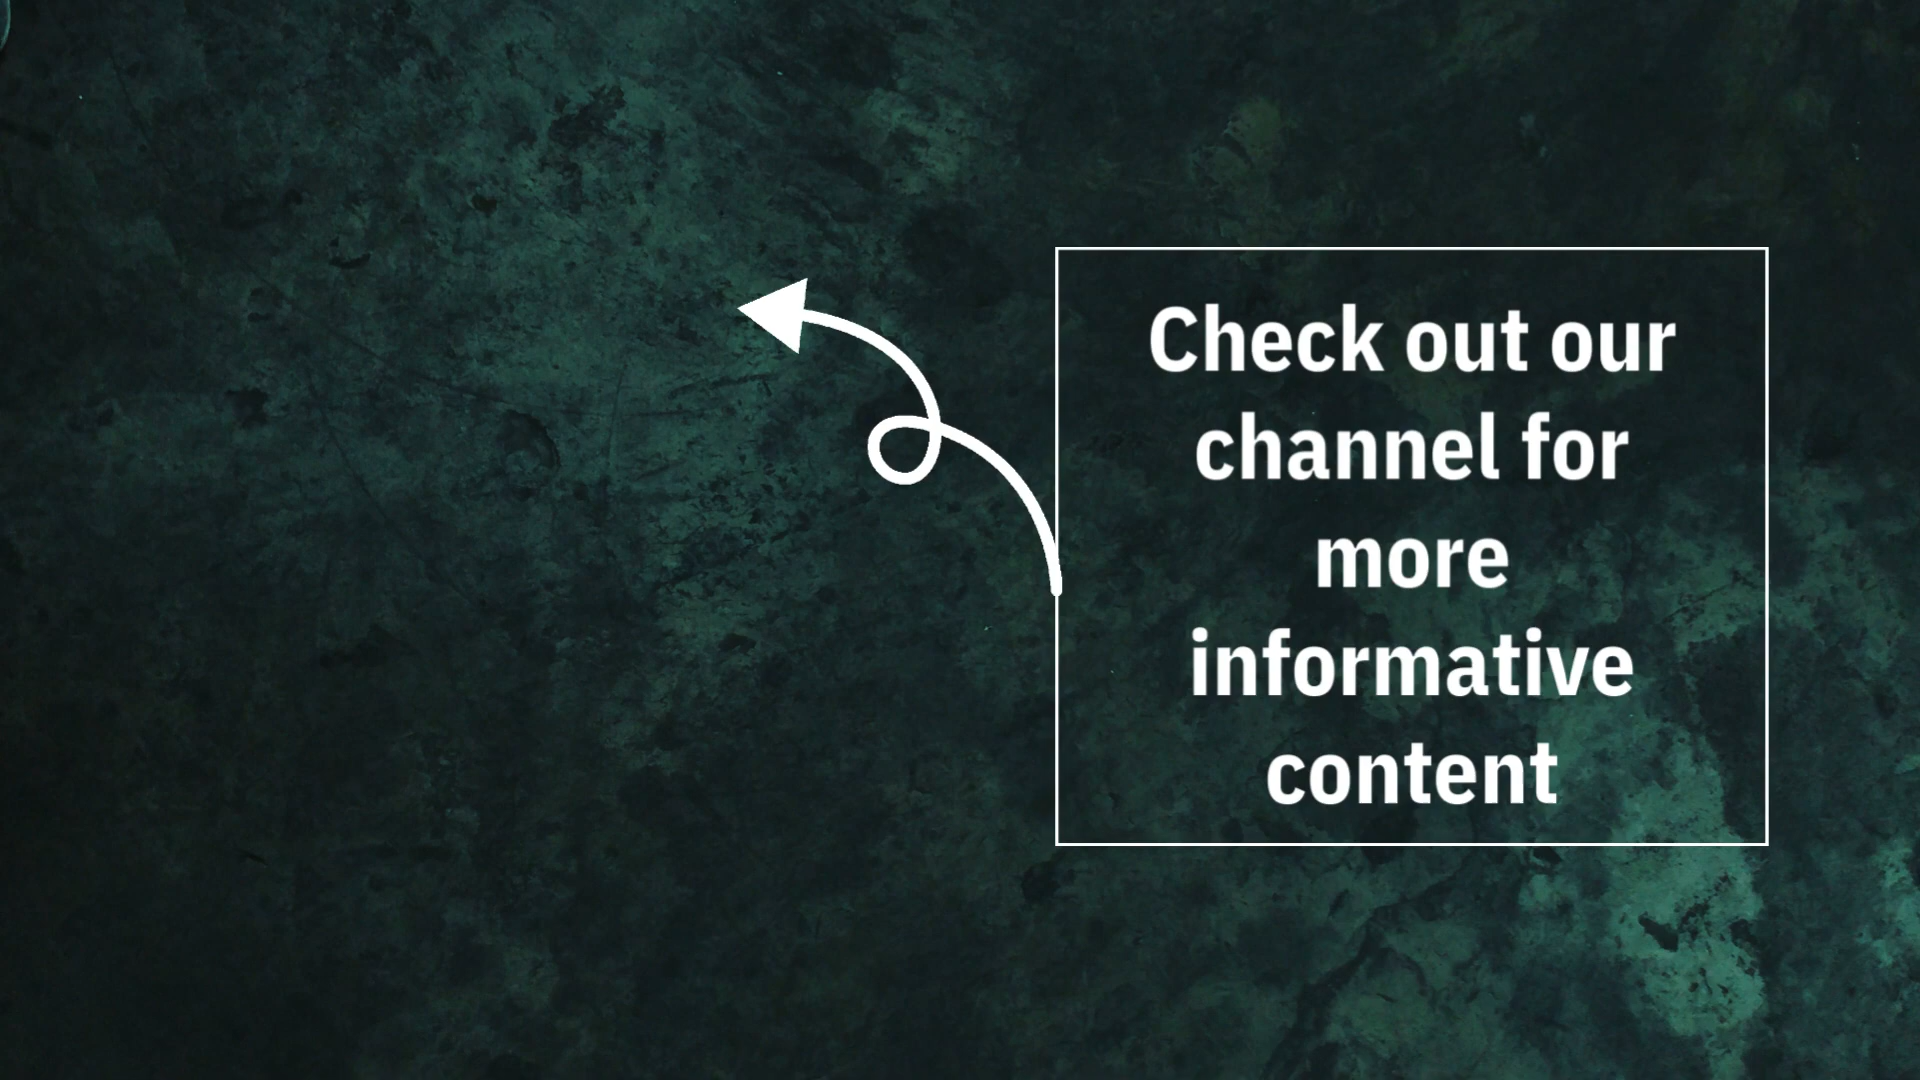 Check out our
channel for
more
informative
content